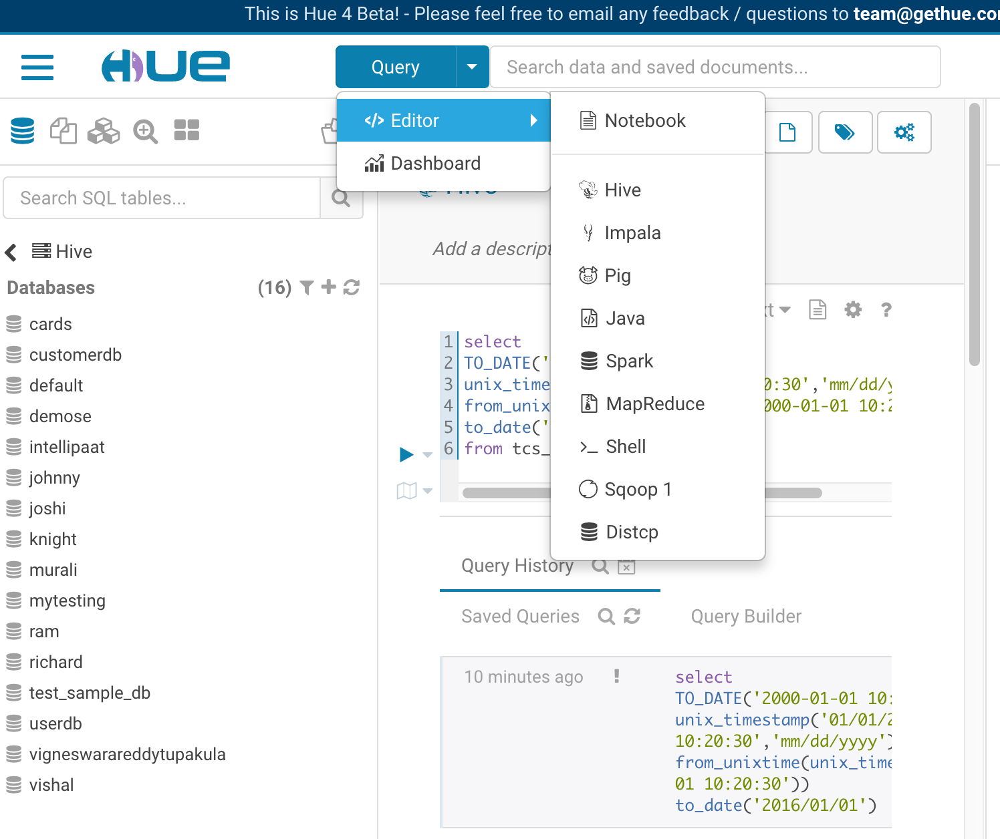 This is Hue 4 Beta! - Please feel free to email any feedback / questions to team@gethue.co
HUE
Query
Search data and saved documents...
Editor
Dashboard
Notebook
Hive
Impala
Pig
Java
Spark
MapReduce
Shell
Sqoop 1
Distcp
Search SQL tables...
Hive
Databases (16)
cards
customerdb
default
demose
intellipaat
johnny
joshi
knight
murali
mytesting
ram
richard
test_sample_db
userdb
vigneswarareddytupakula
vishal
Hive
Add a descript
?
1 select
2 TO_DATE('
3 unix_time 0:30','mm/dd/y
4 from_unix 000-01-01 10:2
5 to_date('
6 from tcs_
Query History
Saved Queries
Query Builder
10 minutes ago !
select
TO_DATE('2000-01-01 10:
unix_timestamp('01/01/2
10:20:30','mm/dd/yyyy')
from_unixtime(unix_time
01 10:20:30'))
to_date('2016/01/01')